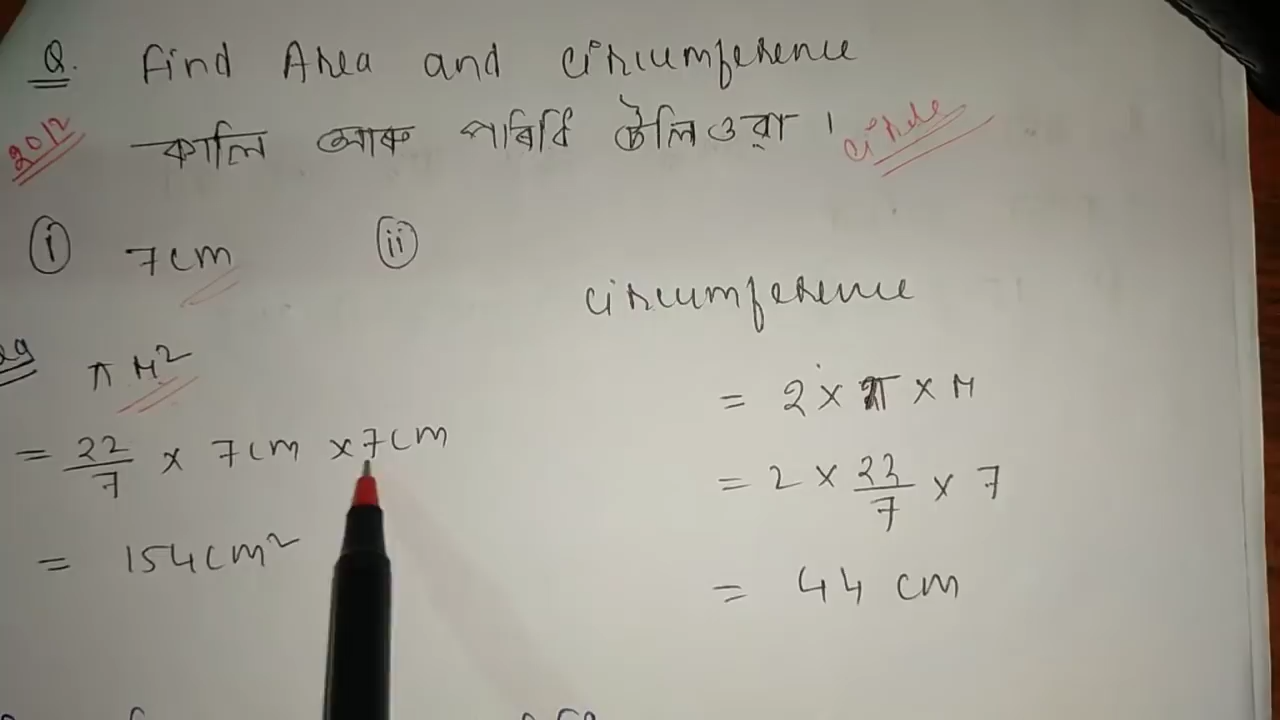 Q. Find Area and circumference
2012 কালি আৰু পৰিধি উলিওৱা । circle
i 7cm ii
π r²
= 22/7 × 7cm × 7cm
= 154cm²
circumference
= 2 × π × r
= 2 × 22/7 × 7
= 44 cm